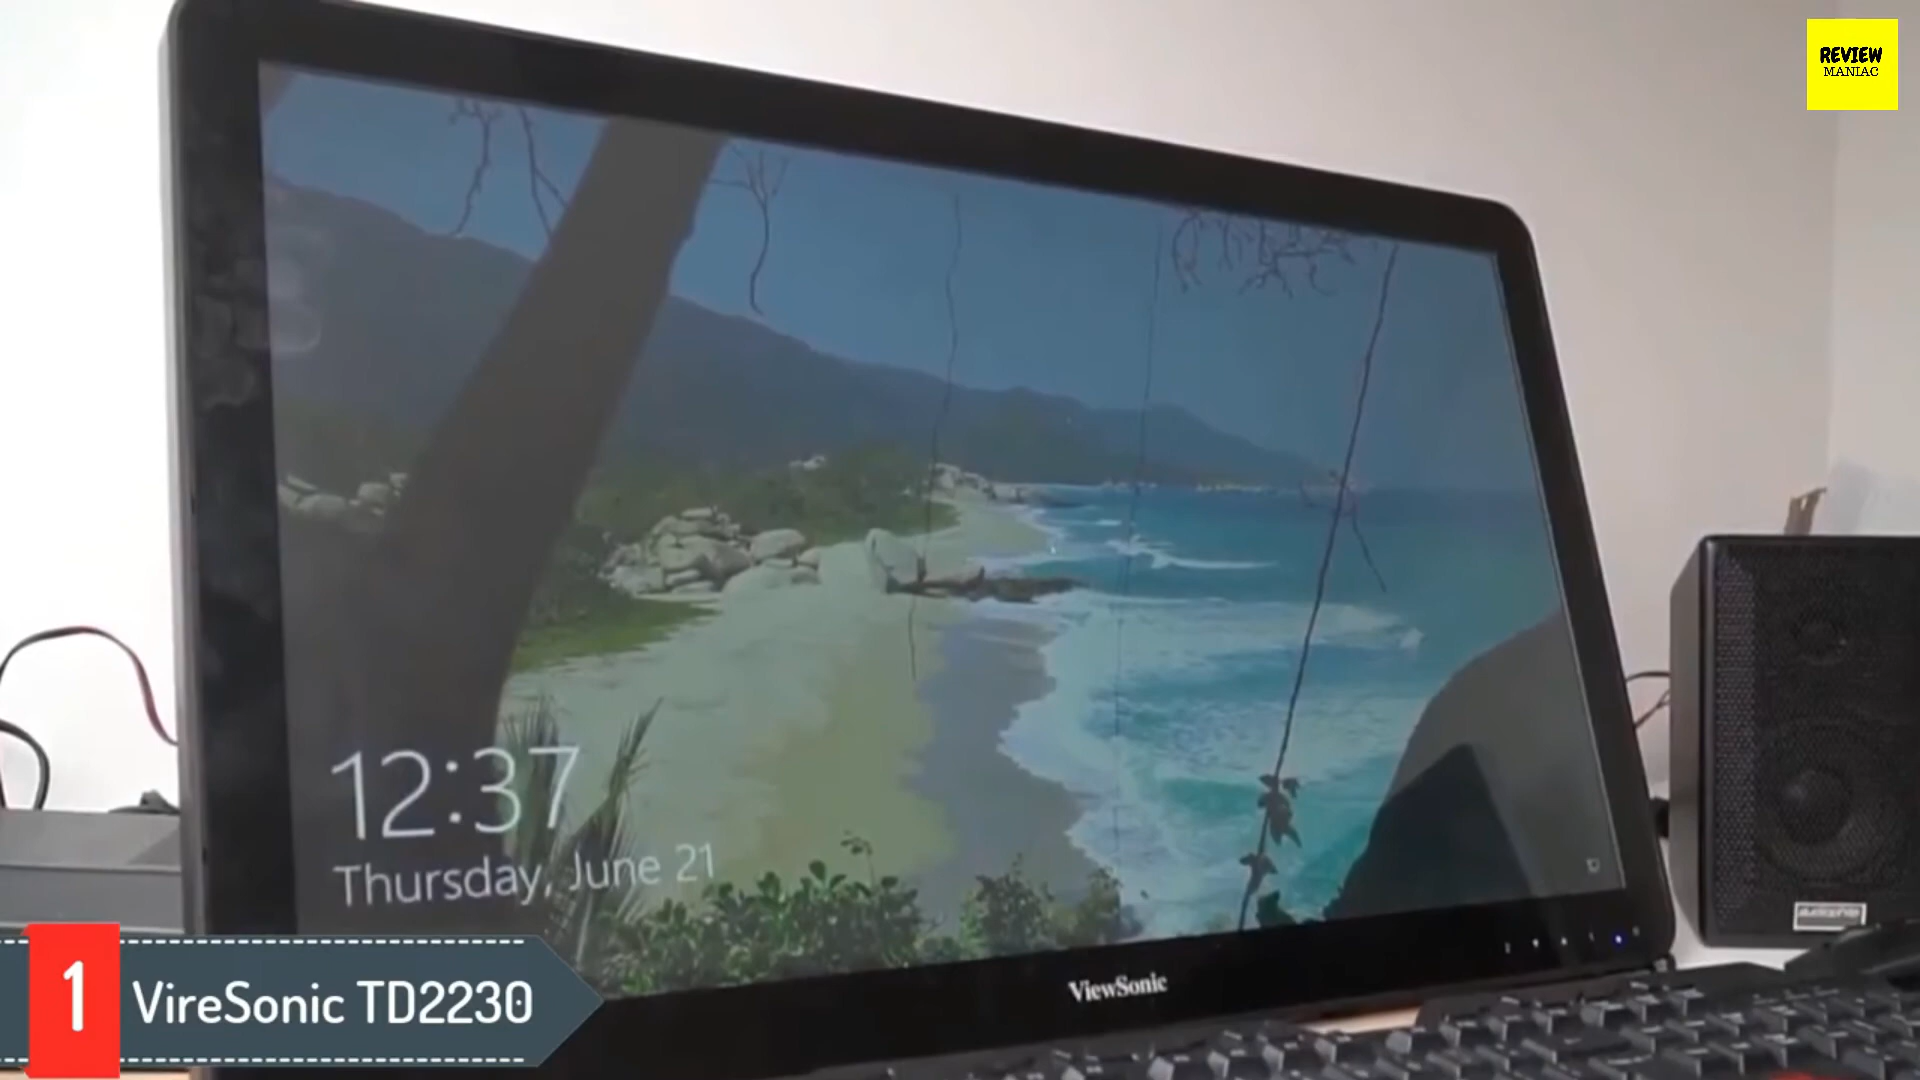 REVIEW
MANIAC
12:37
Thursday, June 21
ViewSonic
1
VireSonic TD2230